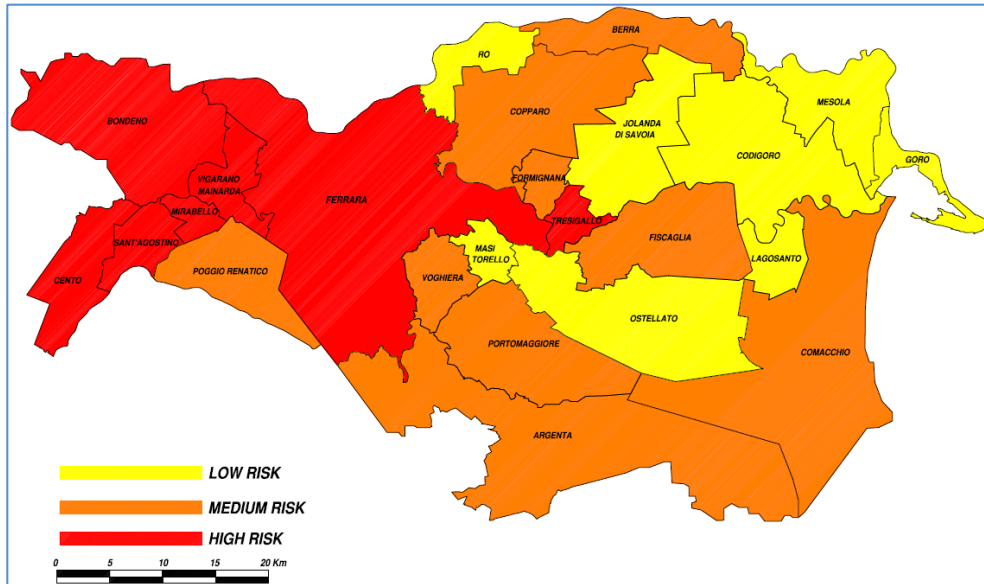 BERRA
RO
MESOLA
COPPARO
BONDENO
JOLANDA
DI SAVOIA
CODIGORO
GORO
FORMIGNANA
VIGARANO
MAINARDA
FERRARA
MIRABELLO
TRESIGALLO
FISCAGLIA
SANT'AGOSTINO
MASI
TORELLO
LAGOSANTO
POGGIO RENATICO
VOGHIERA
CENTO
OSTELLATO
PORTOMAGGIORE
COMACCHIO
ARGENTA
LOW RISK
MEDIUM RISK
HIGH RISK
0 5 10 15 20 Km